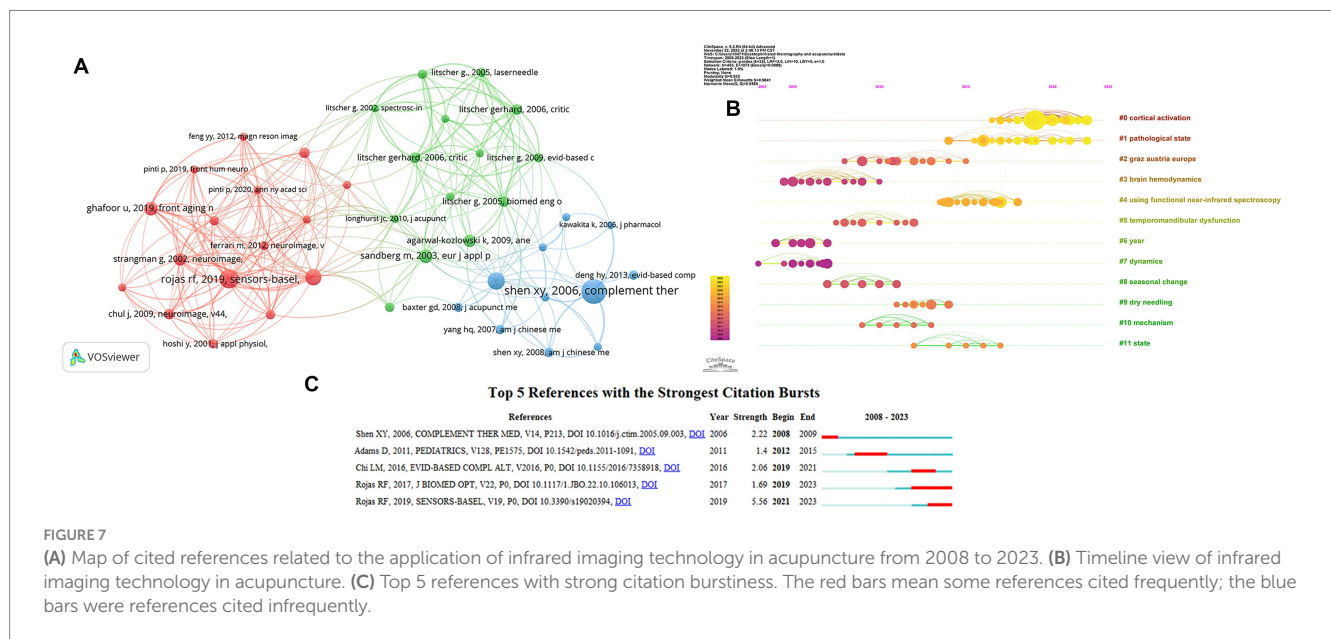 A
litscher g., 2005, laserneedle
litscher g, 2002, spectrosc-in
litscher gerhard, 2006, critic
feng yy, 2012, magn reson imag
litscher gerhard, 2006, critic
litscher g, 2009, evid-based c
pinti p, 2019, front hum neuro
pinti p, 2020, ann ny acad sci
litscher g, 2005, biomed eng o
ghafoor u, 2019, front aging n
longhurst jc, 2010, j acupunct
kawakita k, 2006, j pharmacol
ferrari m, 2012, neuroimage, v
agarwal-kozlowski k, 2009, ane
strangman g, 2002, neuroimage,
sandberg m, 2003, eur j appl p
rojas rf, 2019, sensors-basel,
deng hy, 2013, evid-based comp
shen xy, 2006, complement ther
chul j, 2009, neuroimage, v44,
baxter gd, 2008, j acupunct me
yang hq, 2007, am j chinese me
hoshi y, 2001, j appl physiol,
shen xy, 2008, am j chinese me
VOSviewer
B
#0 cortical activation
#1 pathological state
#2 graz austria europe
#3 brain hemodynamics
#4 using functional near-infrared spectroscopy
#5 temporomandibular dysfunction
#6 year
#7 dynamics
#8 seasonal change
#9 dry needling
#10 mechanism
#11 state
CiteSpace
C
Top 5 References with the Strongest Citation Bursts
References Year Strength Begin End 2008 - 2023
Shen XY, 2006, COMPLEMENT THER MED, V14, P213, DOI 10.1016/j.ctim.2005.09.003, DOI 2006 2.22 2008 2009
Adams D, 2011, PEDIATRICS, V128, PE1575, DOI 10.1542/peds.2011-1091, DOI 2011 1.4 2012 2015
Chi LM, 2016, EVID-BASED COMPL ALT, V2016, P0, DOI 10.1155/2016/7358918, DOI 2016 2.06 2019 2021
Rojas RF, 2017, J BIOMED OPT, V22, P0, DOI 10.1117/1.JBO.22.10.106013, DOI 2017 1.69 2019 2023
Rojas RF, 2019, SENSORS-BASEL, V19, P0, DOI 10.3390/s19020394, DOI 2019 5.56 2021 2023
FIGURE 7
(A) Map of cited references related to the application of infrared imaging technology in acupuncture from 2008 to 2023. (B) Timeline view of infrared
imaging technology in acupuncture. (C) Top 5 references with strong citation burstiness. The red bars mean some references cited frequently; the blue
bars were references cited infrequently.